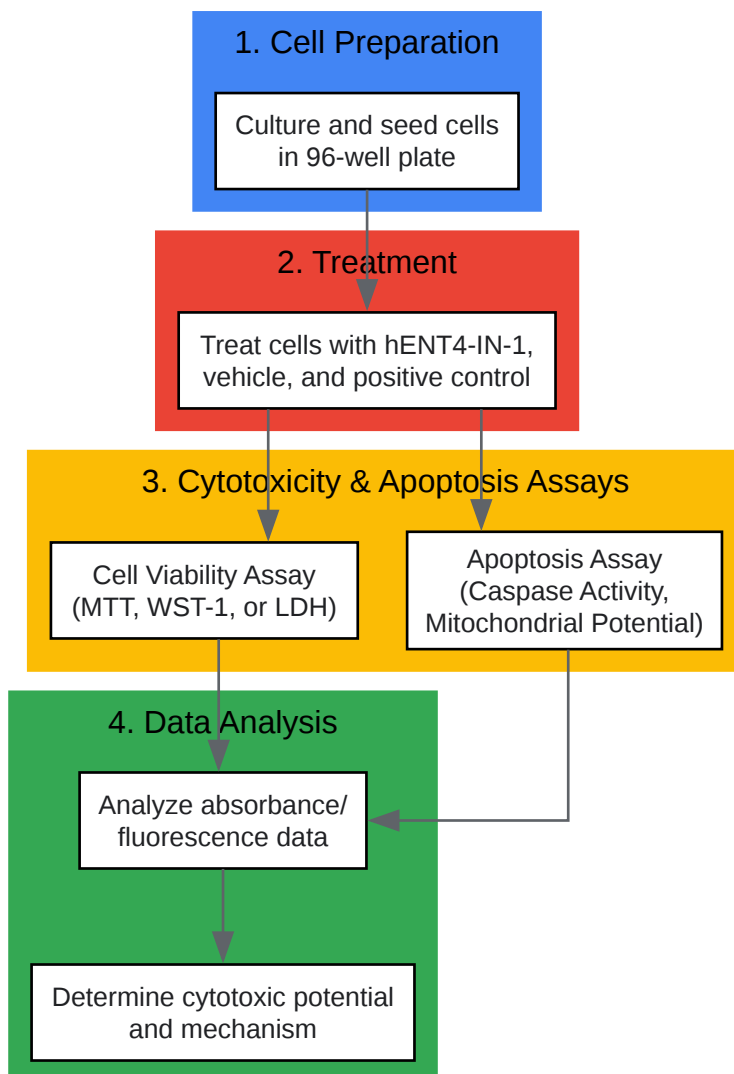 1. Cell Preparation
Culture and seed cells
in 96-well plate
2. Treatment
Treat cells with hENT4-IN-1,
vehicle, and positive control
3. Cytotoxicity & Apoptosis Assays
Cell Viability Assay
(MTT, WST-1, or LDH)
Apoptosis Assay
(Caspase Activity,
Mitochondrial Potential)
4. Data Analysis
Analyze absorbance/
fluorescence data
Determine cytotoxic potential
and mechanism